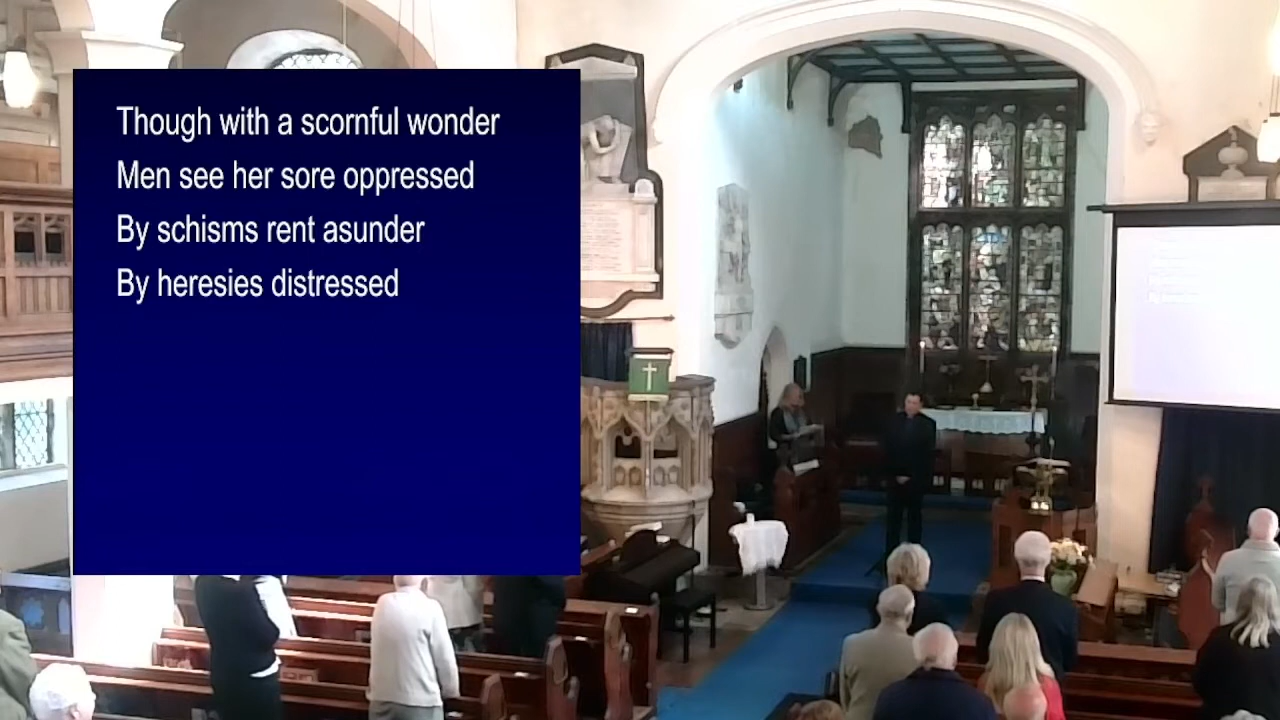 Though with a scornful wonder
Men see her sore oppressed
By schisms rent asunder
By heresies distressed